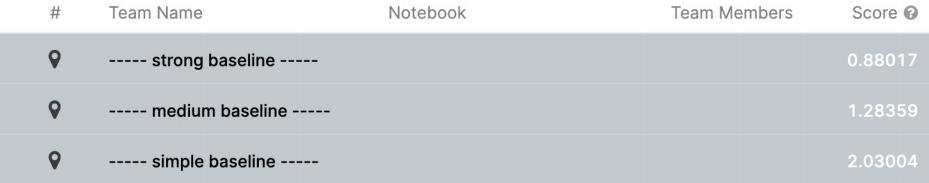 # Team Name Notebook Team Members Score ?
----- strong baseline ----- 0.88017
----- medium baseline ----- 1.28359
----- simple baseline ----- 2.03004